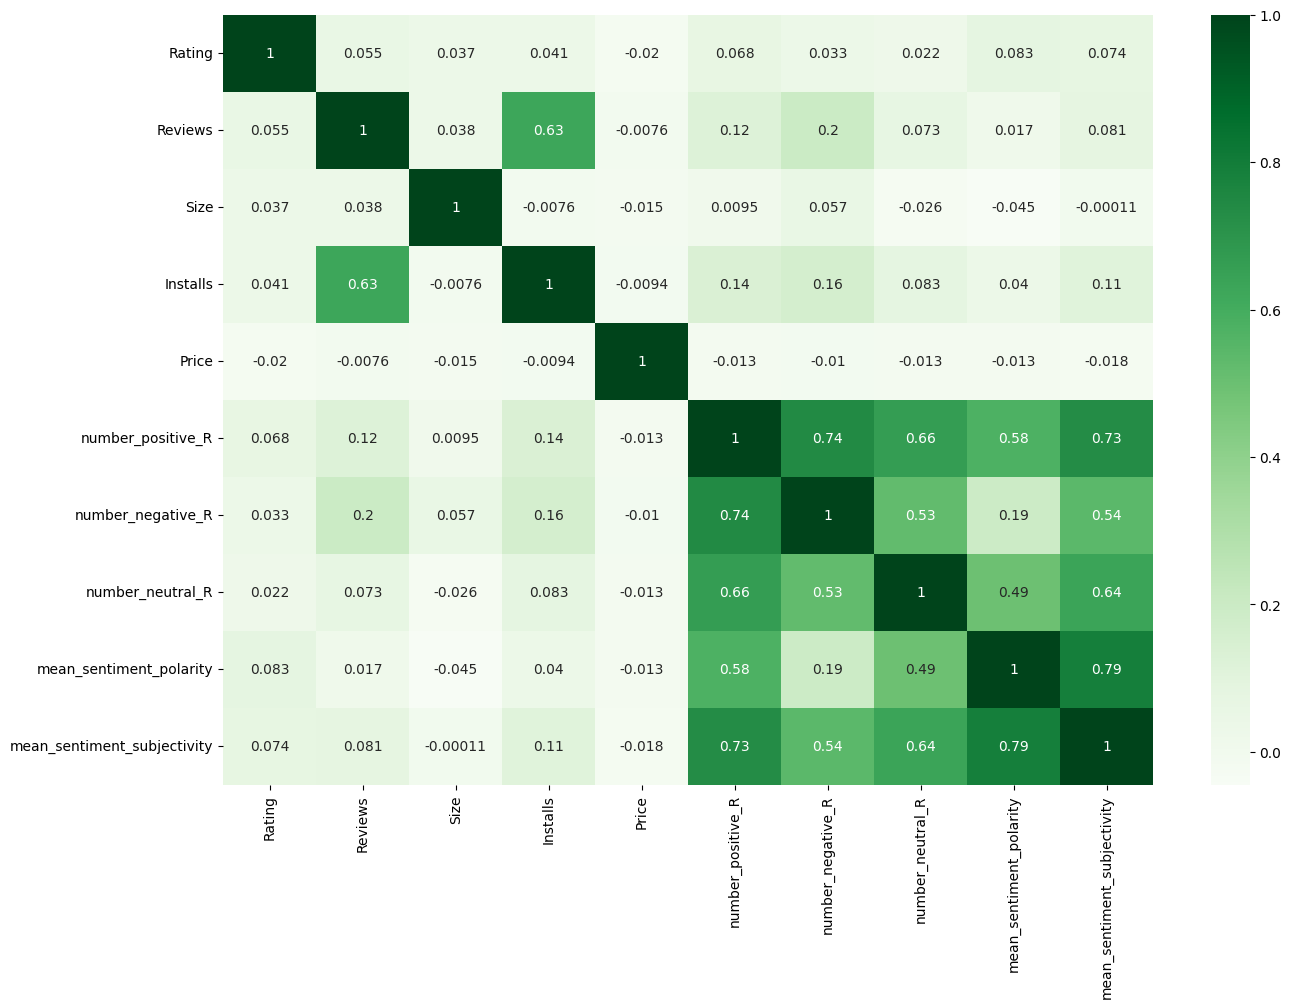 Rating 1 0.055 0.037 0.041 -0.02 0.068 0.033 0.022 0.083 0.074
Reviews 0.055 1 0.038 0.63 -0.0076 0.12 0.2 0.073 0.017 0.081
Size 0.037 0.038 1 -0.0076 -0.015 0.0095 0.057 -0.026 -0.045 -0.00011
Installs 0.041 0.63 -0.0076 1 -0.0094 0.14 0.16 0.083 0.04 0.11
Price -0.02 -0.0076 -0.015 -0.0094 1 -0.013 -0.01 -0.013 -0.013 -0.018
number_positive_R 0.068 0.12 0.0095 0.14 -0.013 1 0.74 0.66 0.58 0.73
number_negative_R 0.033 0.2 0.057 0.16 -0.01 0.74 1 0.53 0.19 0.54
number_neutral_R 0.022 0.073 -0.026 0.083 -0.013 0.66 0.53 1 0.49 0.64
mean_sentiment_polarity 0.083 0.017 -0.045 0.04 -0.013 0.58 0.19 0.49 1 0.79
mean_sentiment_subjectivity 0.074 0.081 -0.00011 0.11 -0.018 0.73 0.54 0.64 0.79 1
Rating
Reviews
Size
Installs
Price
number_positive_R
number_negative_R
number_neutral_R
mean_sentiment_polarity
mean_sentiment_subjectivity
1.0
0.8
0.6
0.4
0.2
0.0